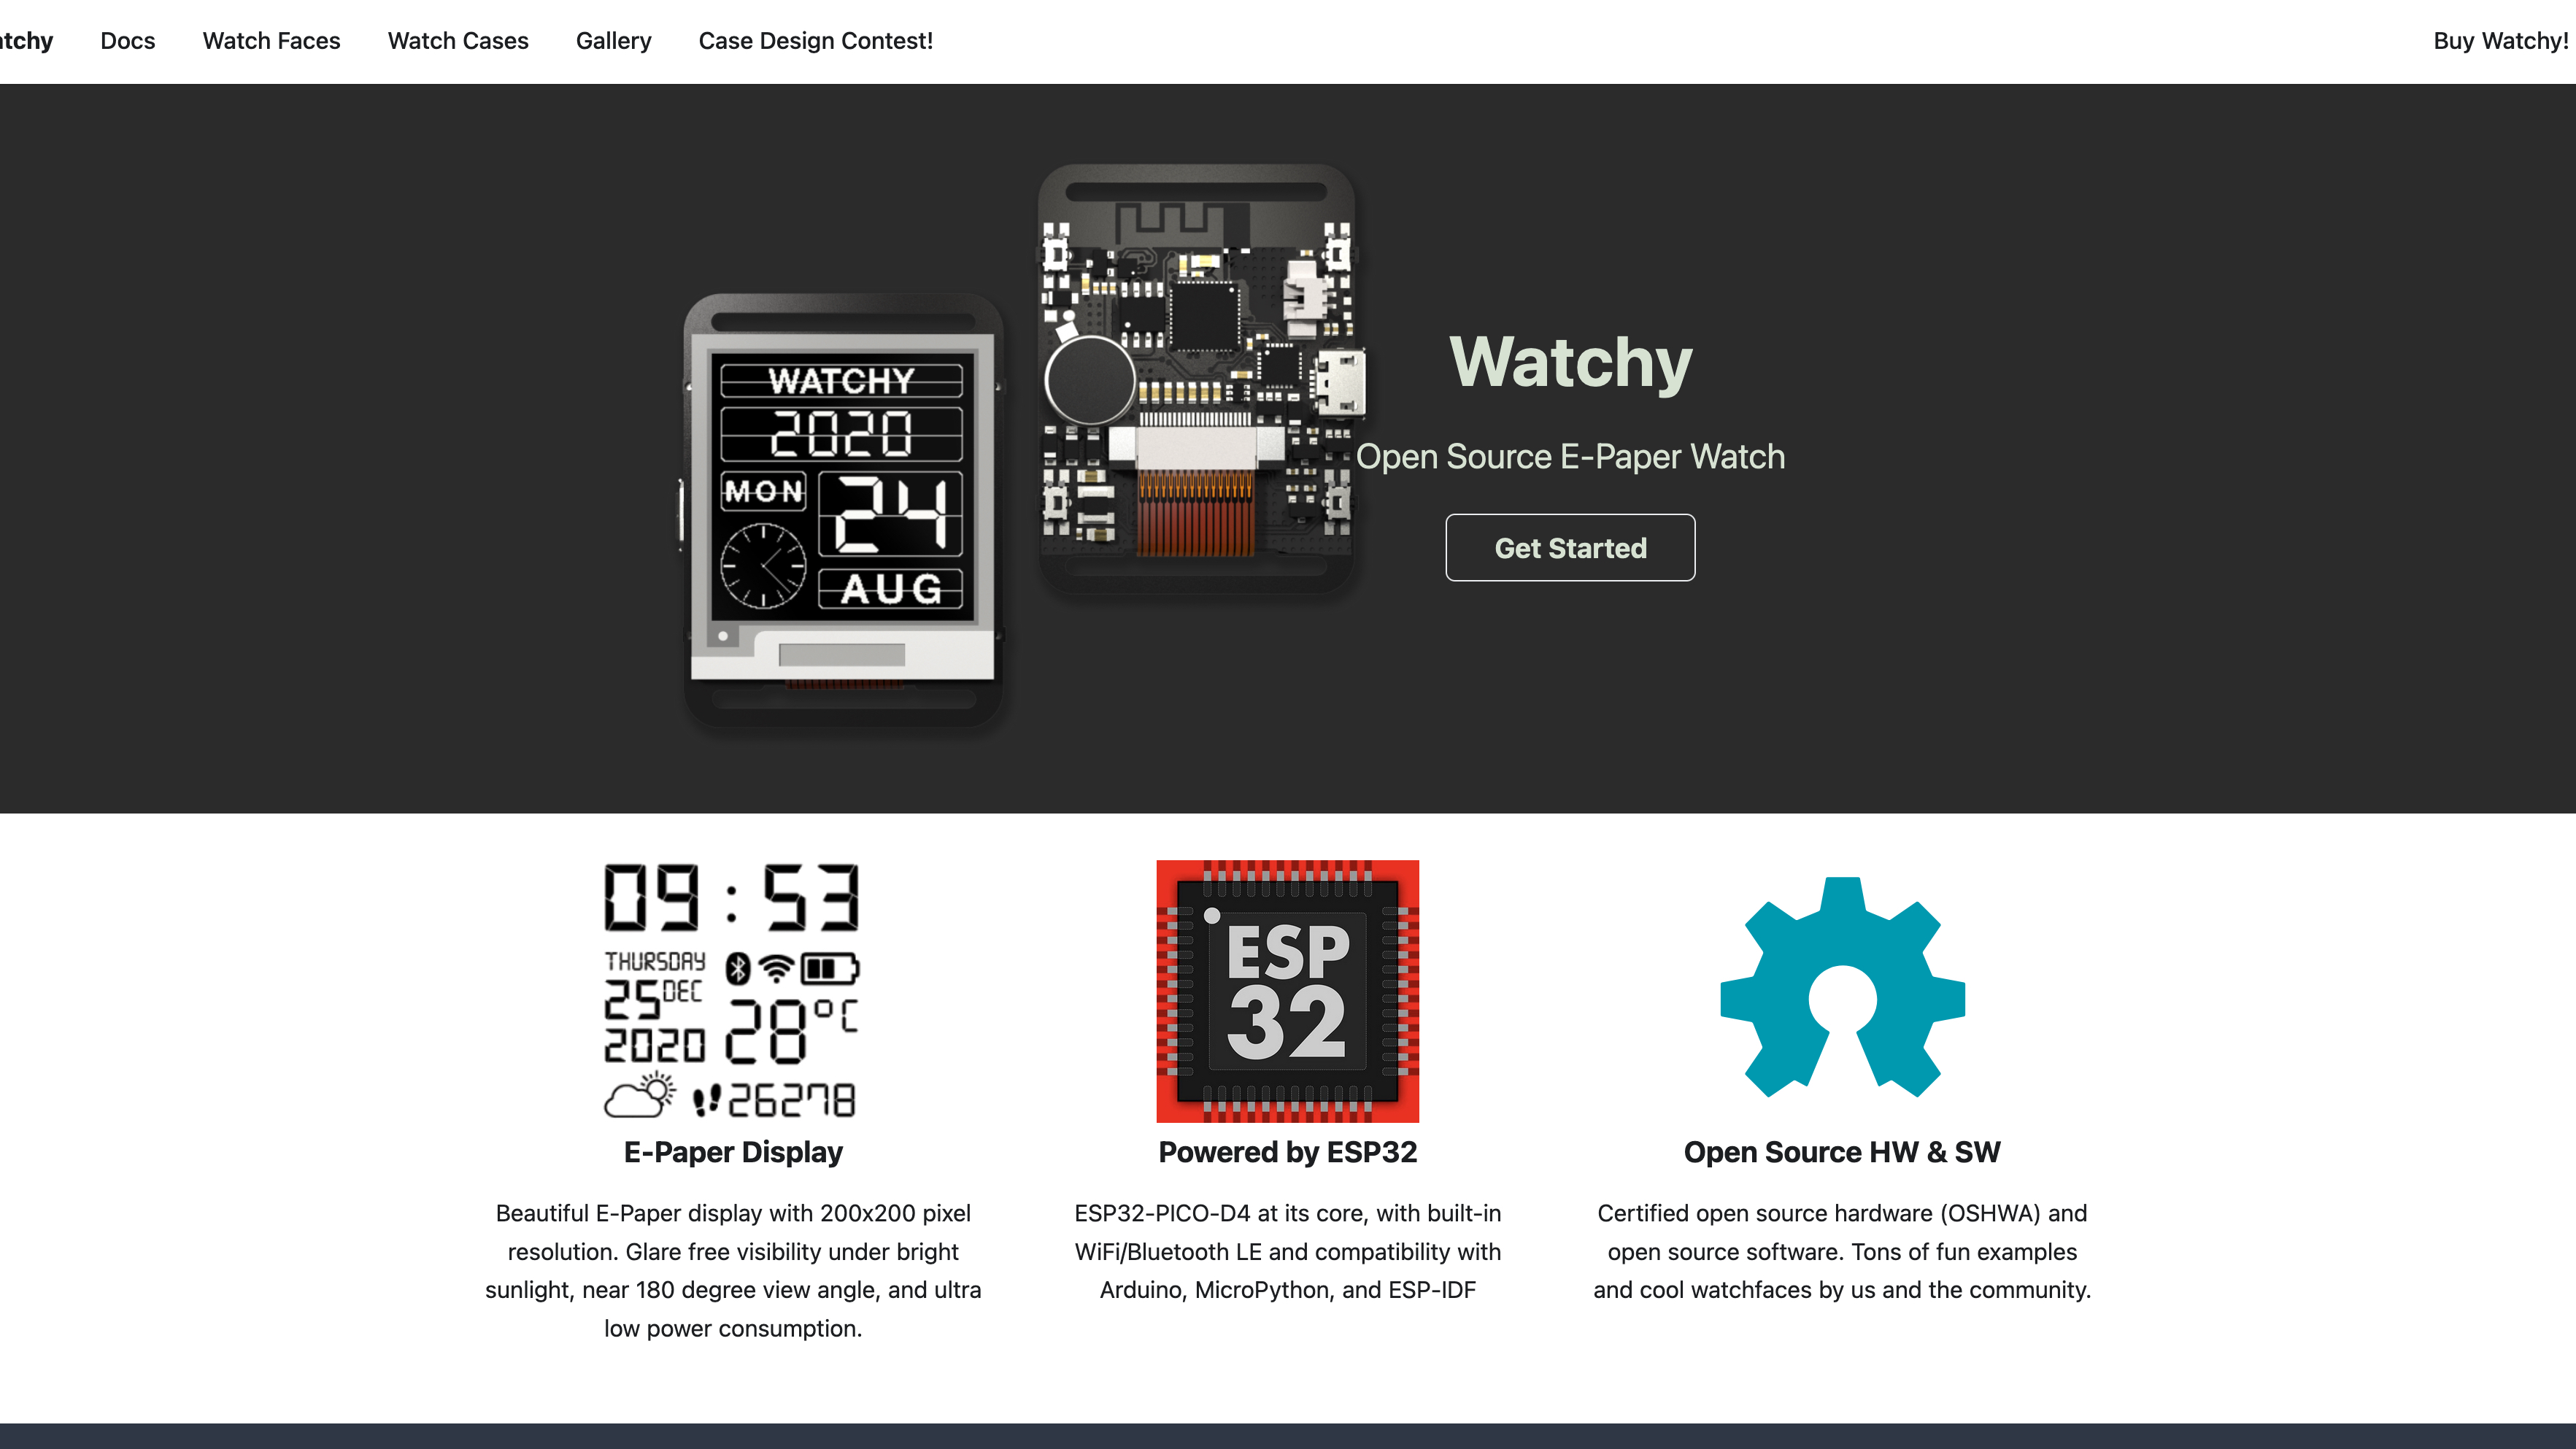 atchy Docs Watch Faces Watch Cases Gallery Case Design Contest! Buy Watchy!
WATCHY
2020
MON
24
AUG
Watchy
Open Source E-Paper Watch
Get Started
09:53
THURSDAY
25 DEC
2020
28°C
26278
E-Paper Display
Beautiful E-Paper display with 200x200 pixel
resolution. Glare free visibility under bright
sunlight, near 180 degree view angle, and ultra
low power consumption.
ESP
32
Powered by ESP32
ESP32-PICO-D4 at its core, with built-in
WiFi/Bluetooth LE and compatibility with
Arduino, MicroPython, and ESP-IDF
Open Source HW & SW
Certified open source hardware (OSHWA) and
open source software. Tons of fun examples
and cool watchfaces by us and the community.